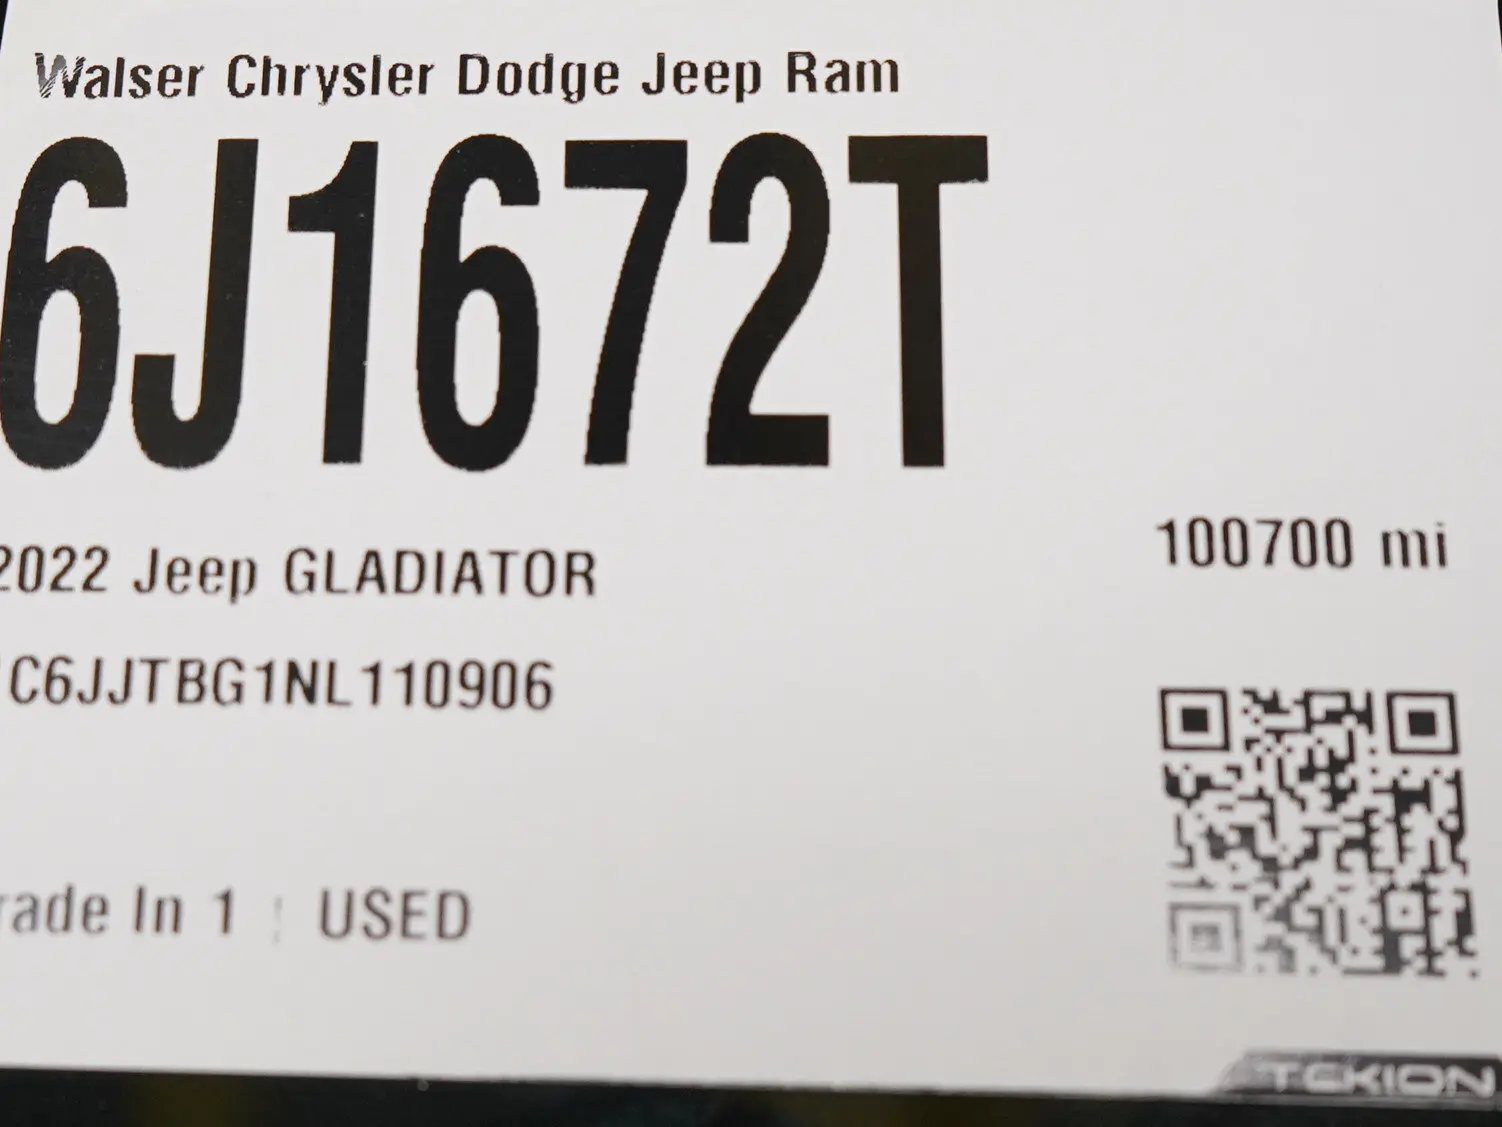 Walser Chrysler Dodge Jeep Ram
6J1672T
2022 Jeep GLADIATOR
100700 mi
C6JJTBG1NL110906
rade In 1 : USED
TEKION